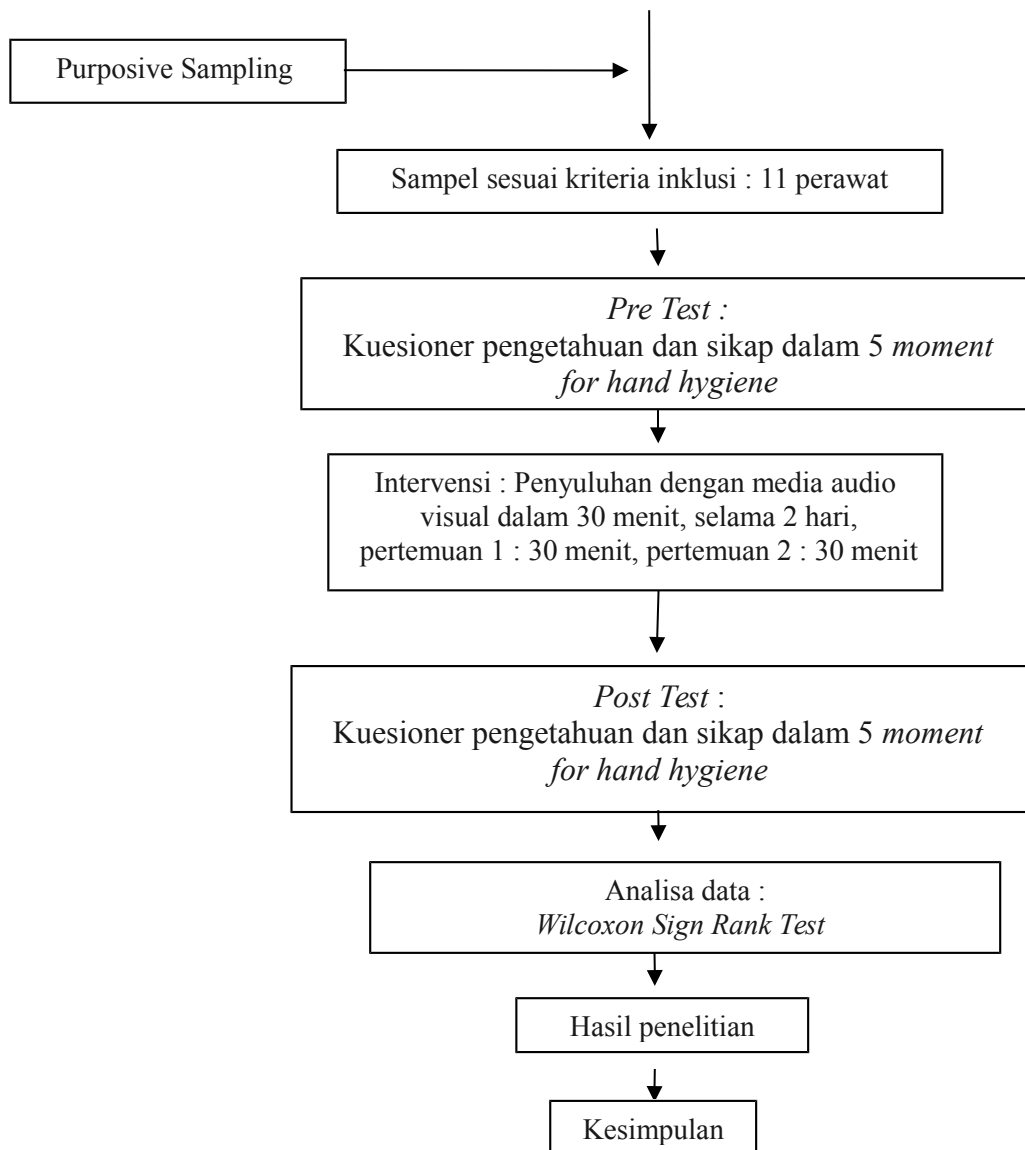 Purposive Sampling
Sampel sesuai kriteria inklusi : 11 perawat
Pre Test :
Kuesioner pengetahuan dan sikap dalam 5 moment
for hand hygiene
Intervensi : Penyuluhan dengan media audio
visual dalam 30 menit, selama 2 hari,
pertemuan 1 : 30 menit, pertemuan 2 : 30 menit
Post Test :
Kuesioner pengetahuan dan sikap dalam 5 moment
for hand hygiene
Analisa data :
Wilcoxon Sign Rank Test
Hasil penelitian
Kesimpulan